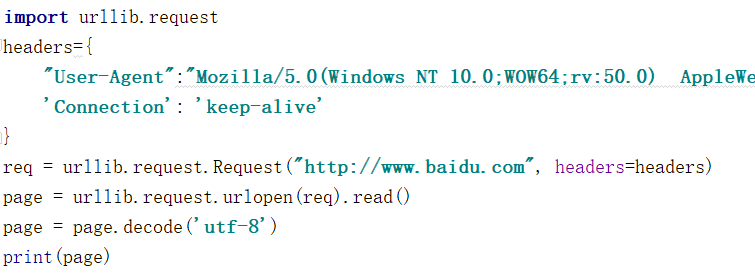 import urllib.request
headers={
"User-Agent":"Mozilla/5.0(Windows NT 10.0;WOW64;rv:50.0)  AppleWe
'Connection': 'keep-alive'
}
req = urllib.request.Request("http://www.baidu.com", headers=headers)
page = urllib.request.urlopen(req).read()
page = page.decode('utf-8')
print(page)